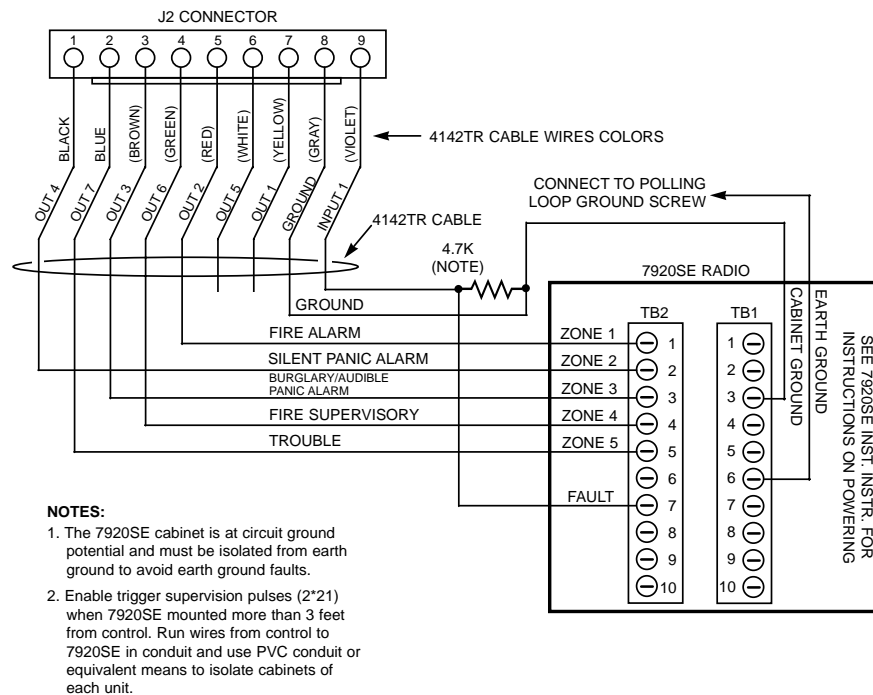 J2 CONNECTOR
1 2 3 4 5 6 7 8 9
BLACK
BLUE
(BROWN)
(GREEN)
(RED)
(WHITE)
(YELLOW)
(GRAY)
(VIOLET)
4142TR CABLE WIRES COLORS
OUT 4
OUT 7
OUT 3
OUT 6
OUT 2
OUT 5
OUT 1
GROUND
INPUT 1
CONNECT TO POLLING
LOOP GROUND SCREW
4142TR CABLE
4.7K
(NOTE)
7920SE RADIO
GROUND
FIRE ALARM
SILENT PANIC ALARM
BURGLARY/AUDIBLE
PANIC ALARM
FIRE SUPERVISORY
TROUBLE
ZONE 1
ZONE 2
ZONE 3
ZONE 4
ZONE 5
FAULT
TB2
1
2
3
4
5
6
7
8
9
10
TB1
1
2
3
4
5
6
7
8
9
10
CABINET GROUND
EARTH GROUND
SEE 7920SE INST. INSTR. FOR
INSTRUCTIONS ON POWERING
NOTES:
1. The 7920SE cabinet is at circuit ground
potential and must be isolated from earth
ground to avoid earth ground faults.
2. Enable trigger supervision pulses (2*21)
when 7920SE mounted more than 3 feet
from control. Run wires from control to
7920SE in conduit and use PVC conduit or
equivalent means to isolate cabinets of
each unit.